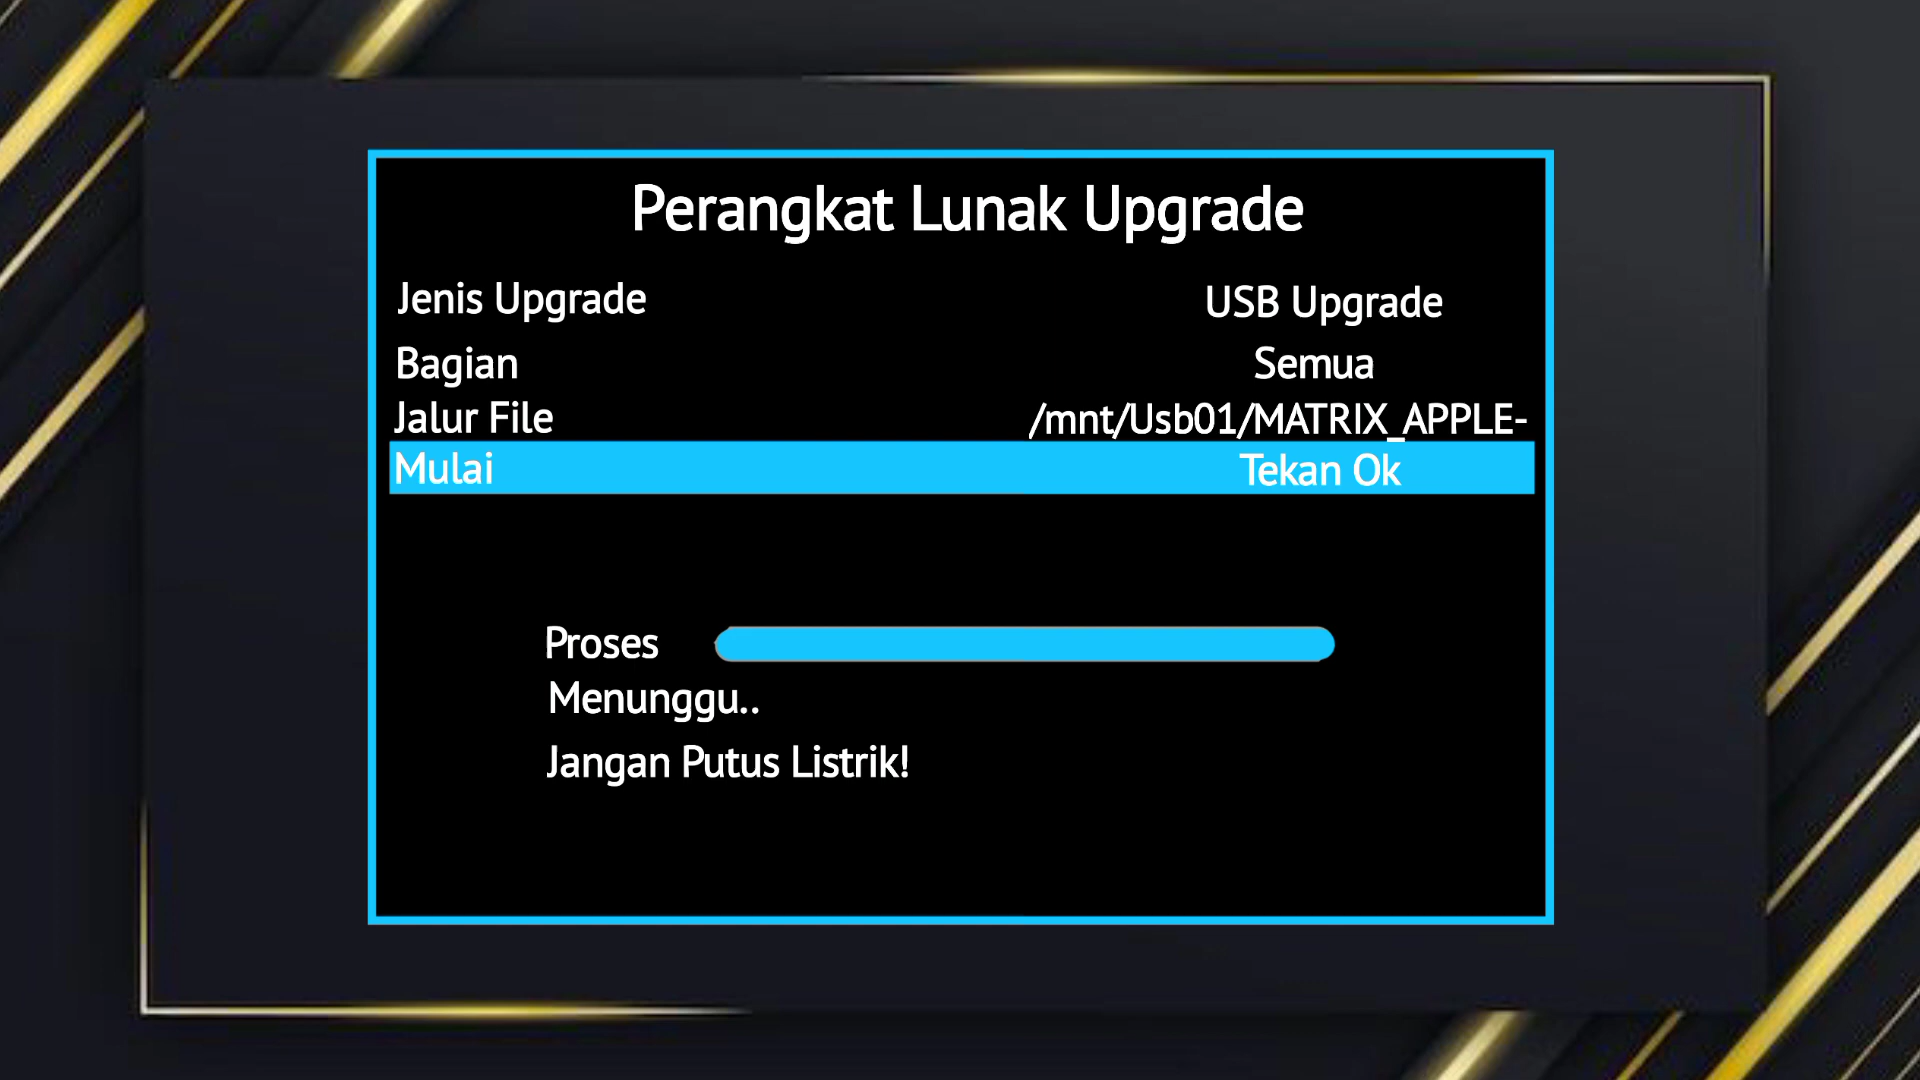 Perangkat Lunak Upgrade
Jenis Upgrade USB Upgrade
Bagian Semua
Jalur File /mnt/Usb01/MATRIX_APPLE-
Mulai Tekan Ok
Proses
Menunggu..
Jangan Putus Listrik!